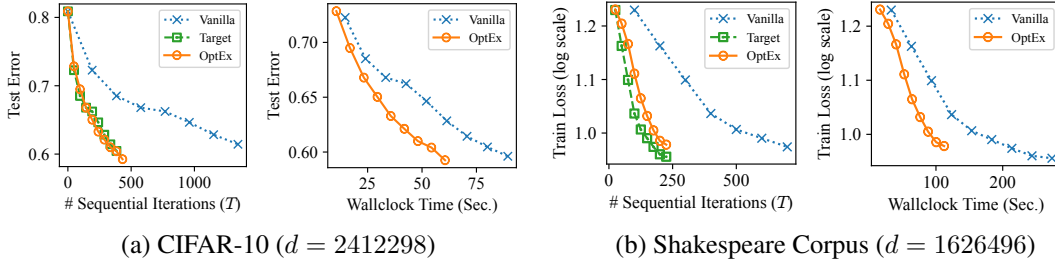 0.8
0.7
0.6
Test Error
0 1000
# Sequential Iterations (T)
Vanilla
Target
OptEx
0.70
0.65
0.60
Test Error
25 50 75
Wallclock Time (Sec.)
Vanilla
OptEx
1.2
1.1
1.0
Train Loss (log scale)
0 250 500
# Sequential Iterations (T)
Vanilla
Target
OptEx
1.2
1.1
1.0
Train Loss (log scale)
100 200
Wallclock Time (Sec.)
Vanilla
OptEx
(a) CIFAR-10 (d = 2412298)
(b) Shakespeare Corpus (d = 1626496)